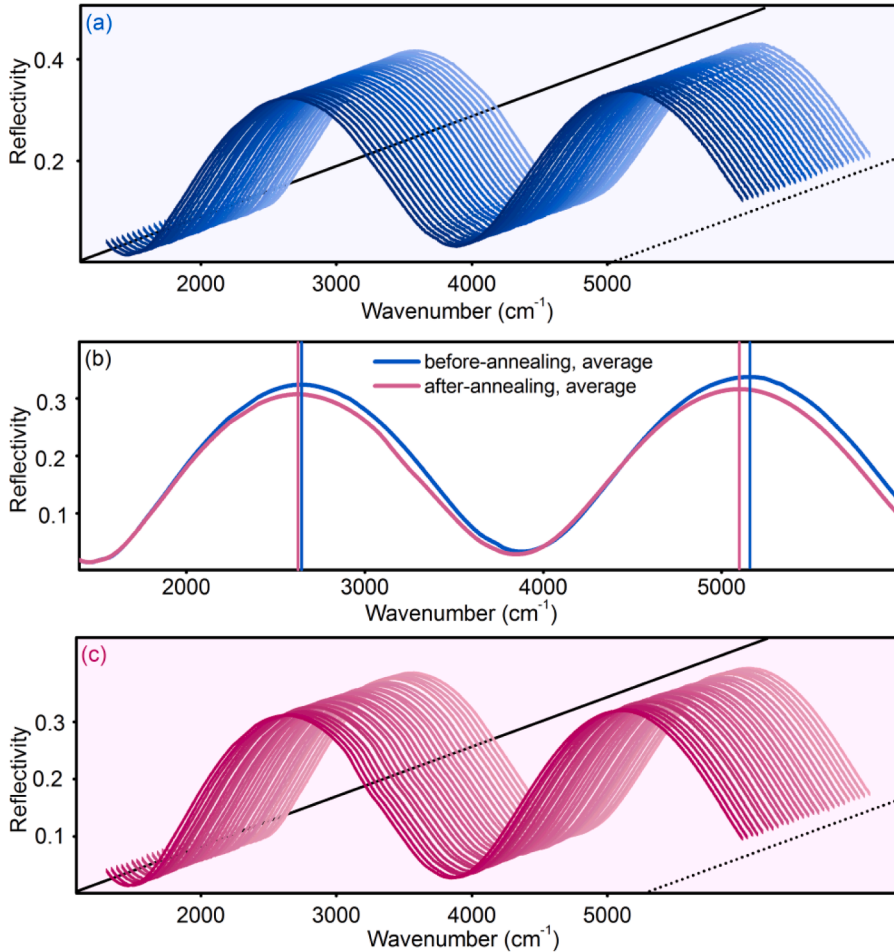 (a)
Reflectivity
0.4
0.2
2000 3000 4000 5000
Wavenumber (cm⁻¹)
(b)
before-annealing, average
after-annealing, average
Reflectivity
0.3
0.2
0.1
2000 3000 4000 5000
Wavenumber (cm⁻¹)
(c)
Reflectivity
0.3
0.2
0.1
2000 3000 4000 5000
Wavenumber (cm⁻¹)